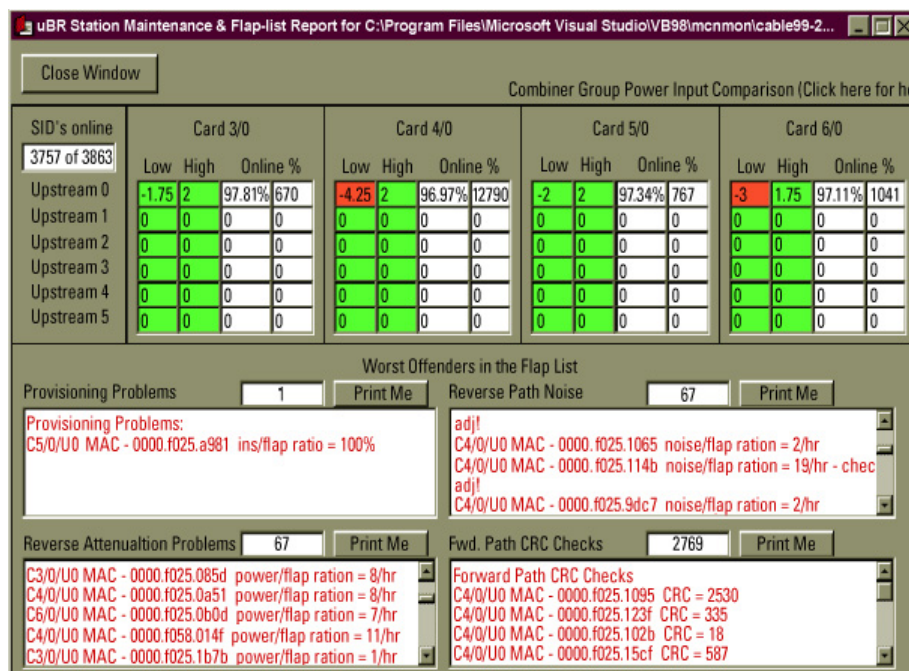 uBR Station Maintenance & Flap-list Report for C:\Program Files\Microsoft Visual Studio\VB98\mcnmon\cable99-2...
Close Window
Combiner Group Power Input Comparison (Click here for he
SID's online
3757 of 3863
Card 3/0
Card 4/0
Card 5/0
Card 6/0
Low High Online %
Low High Online %
Low High Online %
Low High Online %
Upstream 0 -1.75 2 97.81% 670 -4.25 2 96.97% 12790 -2 2 97.34% 767 -3 1.75 97.11% 1041
Upstream 1 0 0 0 0 0 0 0 0 0 0 0 0 0 0 0 0
Upstream 2 0 0 0 0 0 0 0 0 0 0 0 0 0 0 0 0
Upstream 3 0 0 0 0 0 0 0 0 0 0 0 0 0 0 0 0
Upstream 4 0 0 0 0 0 0 0 0 0 0 0 0 0 0 0 0
Upstream 5 0 0 0 0 0 0 0 0 0 0 0 0 0 0 0 0
Worst Offenders in the Flap List
Provisioning Problems 1 Print Me
Provisioning Problems:
C5/0/U0 MAC - 0000.f025.a981 ins/flap ratio = 100%
Reverse Path Noise 67 Print Me
adj!
C4/0/U0 MAC - 0000.f025.1065 noise/flap ration = 2/hr
C4/0/U0 MAC - 0000.f025.114b noise/flap ration = 19/hr - chec
adj!
C4/0/U0 MAC - 0000.f025.9dc7 noise/flap ration = 2/hr
Reverse Attenualtion Problems 67 Print Me
C3/0/U0 MAC - 0000.f025.085d power/flap ration = 8/hr
C4/0/U0 MAC - 0000.f025.0a51 power/flap ration = 8/hr
C6/0/U0 MAC - 0000.f025.0b0d power/flap ration = 7/hr
C4/0/U0 MAC - 0000.f058.014f power/flap ration = 11/hr
C3/0/U0 MAC - 0000.f025.1b7b power/flap ration = 1/hr
Fwd. Path CRC Checks 2769 Print Me
Forward Path CRC Checks
C4/0/U0 MAC - 0000.f025.1095 CRC = 2530
C4/0/U0 MAC - 0000.f025.123f CRC = 335
C4/0/U0 MAC - 0000.f025.102b CRC = 18
C4/0/U0 MAC - 0000.f025.15cf CRC = 587